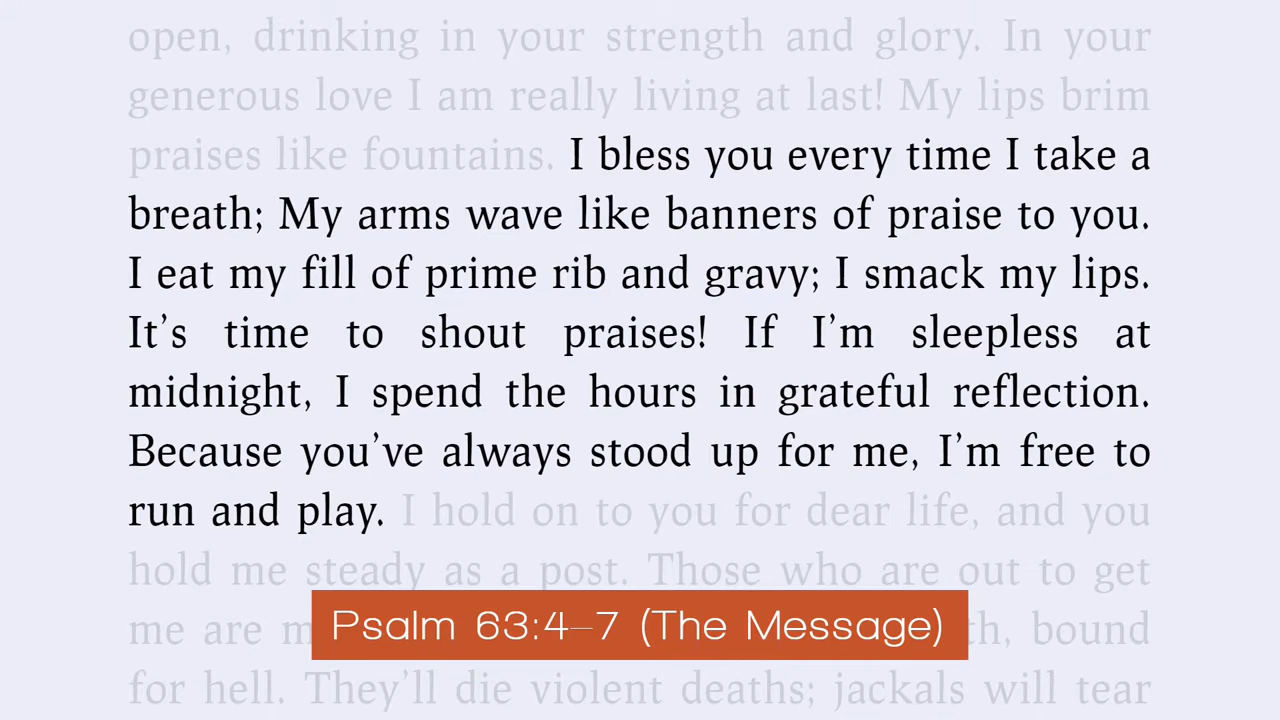 open, drinking in your strength and glory. In your
generous love I am really living at last! My lips brim
praises like fountains. I bless you every time I take a
breath; My arms wave like banners of praise to you.
I eat my fill of prime rib and gravy; I smack my lips.
It’s time to shout praises! If I’m sleepless at
midnight, I spend the hours in grateful reflection.
Because you’ve always stood up for me, I’m free to
run and play. I hold on to you for dear life, and you
hold me steady as a post. Those who are out to get
me are bound
Psalm 63:4–7 (The Message)
for hell. They’ll die violent deaths; jackals will tear